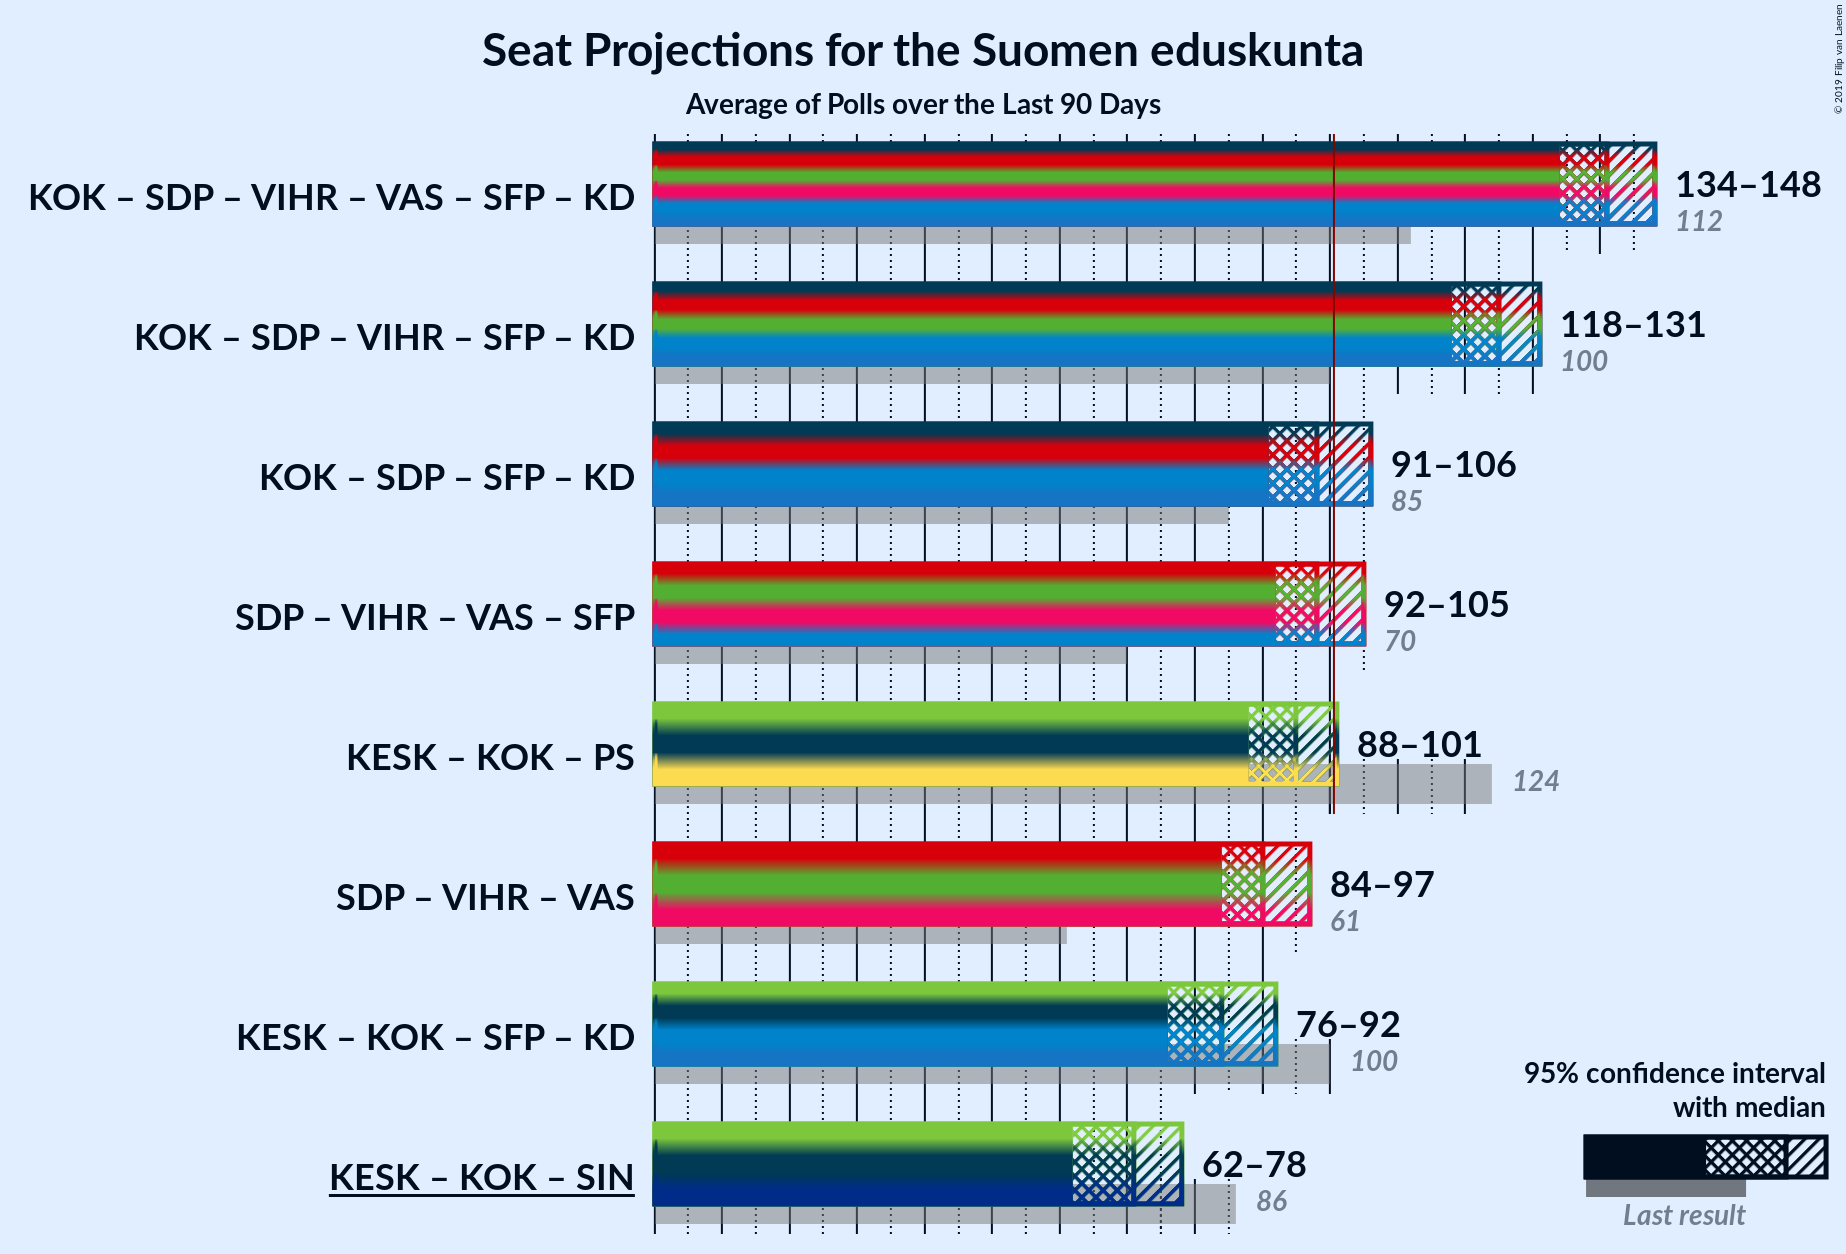 Seat Projections for the Suomen eduskunta
Average of Polls over the Last 90 Days
© 2019 Filip van Laenen
KOK – SDP – VIHR – VAS – SFP – KD
134–148
112
KOK – SDP – VIHR – SFP – KD
118–131
100
KOK – SDP – SFP – KD
91–106
85
SDP – VIHR – VAS – SFP
92–105
70
KESK – KOK – PS
88–101
124
SDP – VIHR – VAS
84–97
61
KESK – KOK – SFP – KD
76–92
100
KESK – KOK – SIN
62–78
86
95% confidence interval
with median
Last result